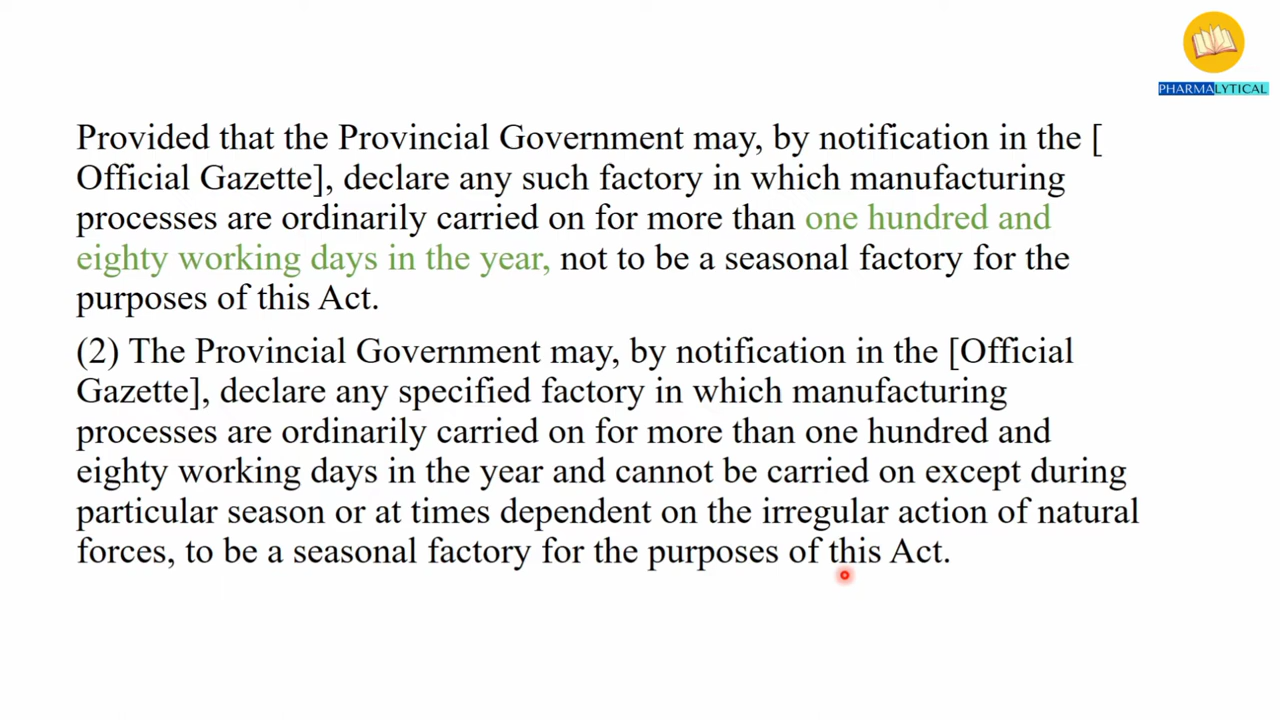 PHARMALYTICAL
Provided that the Provincial Government may, by notification in the [
Official Gazette], declare any such factory in which manufacturing
processes are ordinarily carried on for more than one hundred and
eighty working days in the year, not to be a seasonal factory for the
purposes of this Act.
(2) The Provincial Government may, by notification in the [Official
Gazette], declare any specified factory in which manufacturing
processes are ordinarily carried on for more than one hundred and
eighty working days in the year and cannot be carried on except during
particular season or at times dependent on the irregular action of natural
forces, to be a seasonal factory for the purposes of this Act.